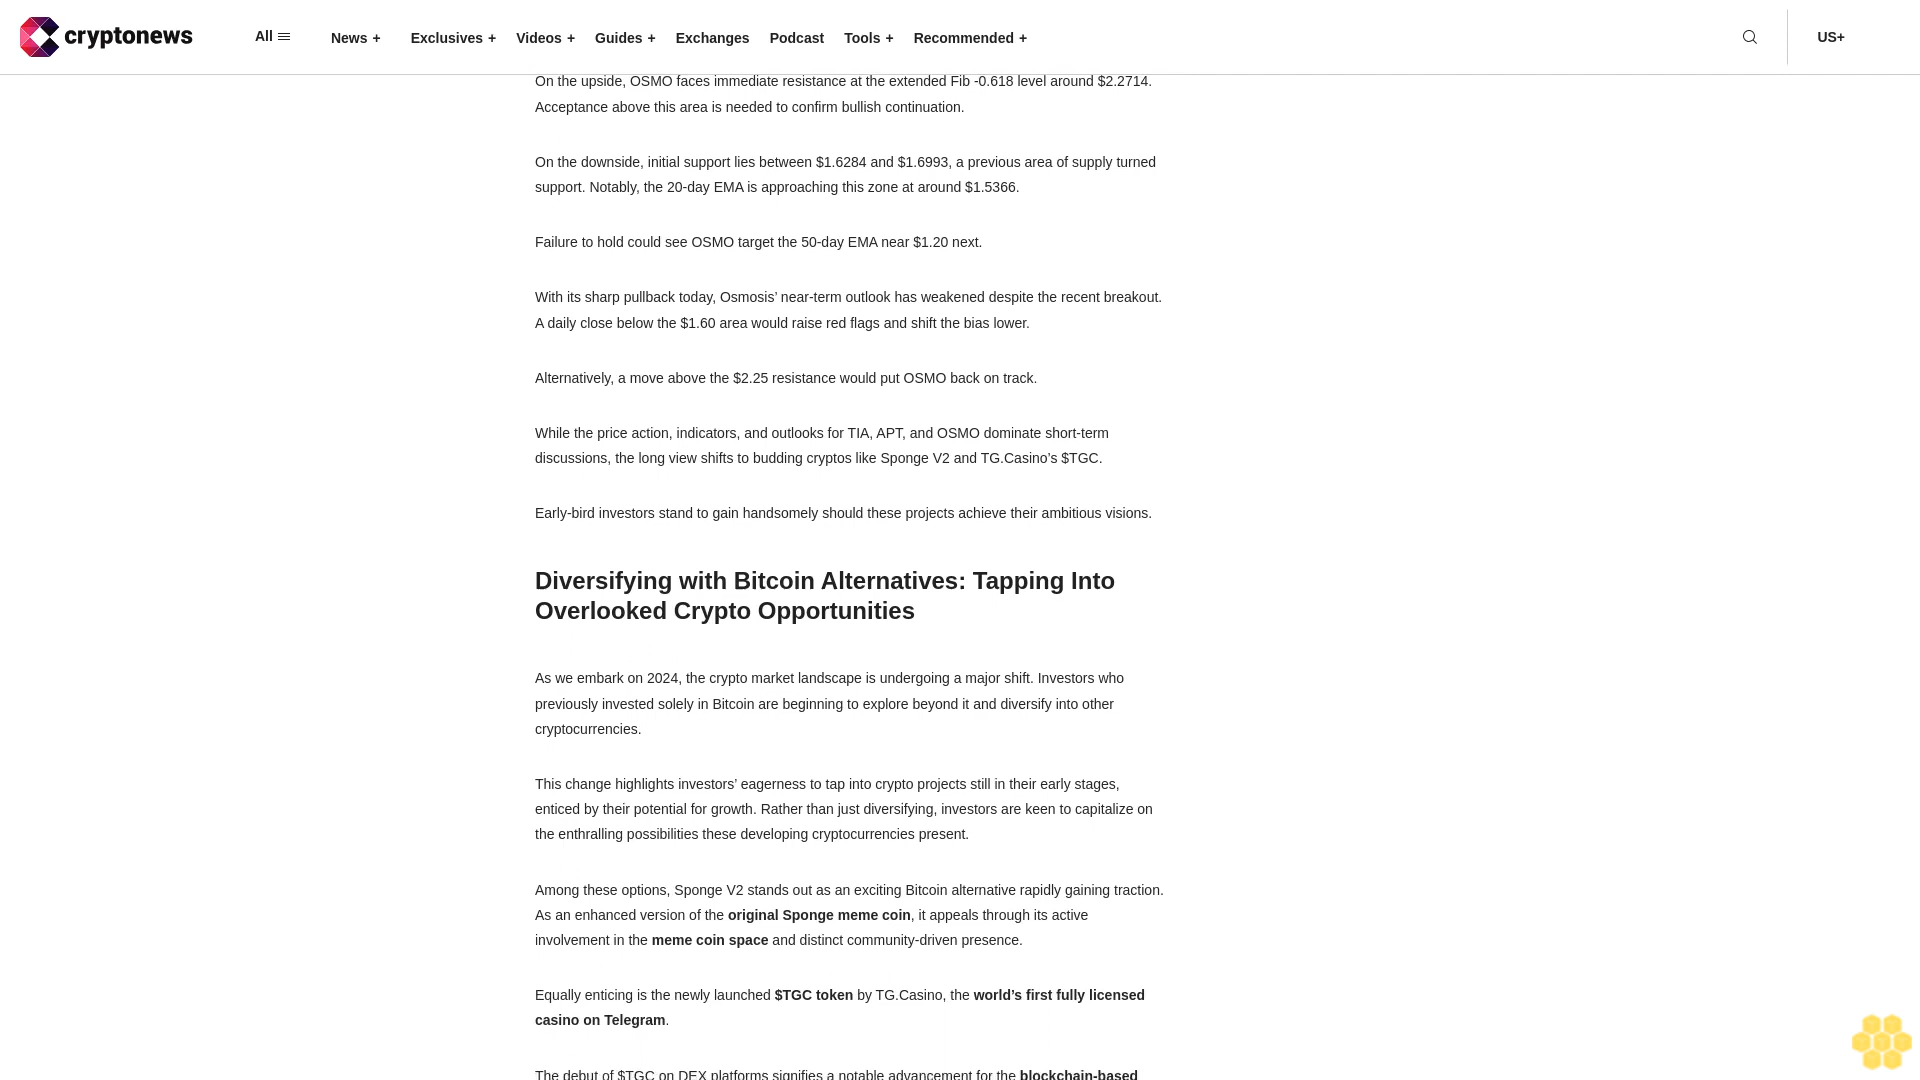 cryptonews
All
News +
Exclusives +
Videos +
Guides +
Exchanges
Podcast
Tools +
Recommended +
US+
On the upside, OSMO faces immediate resistance at the extended Fib -0.618 level around $2.2714.
Acceptance above this area is needed to confirm bullish continuation.
On the downside, initial support lies between $1.6284 and $1.6993, a previous area of supply turned
support. Notably, the 20-day EMA is approaching this zone at around $1.5366.
Failure to hold could see OSMO target the 50-day EMA near $1.20 next.
With its sharp pullback today, Osmosis’ near-term outlook has weakened despite the recent breakout.
A daily close below the $1.60 area would raise red flags and shift the bias lower.
Alternatively, a move above the $2.25 resistance would put OSMO back on track.
While the price action, indicators, and outlooks for TIA, APT, and OSMO dominate short-term
discussions, the long view shifts to budding cryptos like Sponge V2 and TG.Casino’s $TGC.
Early-bird investors stand to gain handsomely should these projects achieve their ambitious visions.
Diversifying with Bitcoin Alternatives: Tapping Into
Overlooked Crypto Opportunities
As we embark on 2024, the crypto market landscape is undergoing a major shift. Investors who
previously invested solely in Bitcoin are beginning to explore beyond it and diversify into other
cryptocurrencies.
This change highlights investors’ eagerness to tap into crypto projects still in their early stages,
enticed by their potential for growth. Rather than just diversifying, investors are keen to capitalize on
the enthralling possibilities these developing cryptocurrencies present.
Among these options, Sponge V2 stands out as an exciting Bitcoin alternative rapidly gaining traction.
As an enhanced version of the original Sponge meme coin, it appeals through its active
involvement in the meme coin space and distinct community-driven presence.
Equally enticing is the newly launched $TGC token by TG.Casino, the world’s first fully licensed
casino on Telegram.
The debut of $TGC on DEX platforms signifies a notable advancement for the blockchain-based